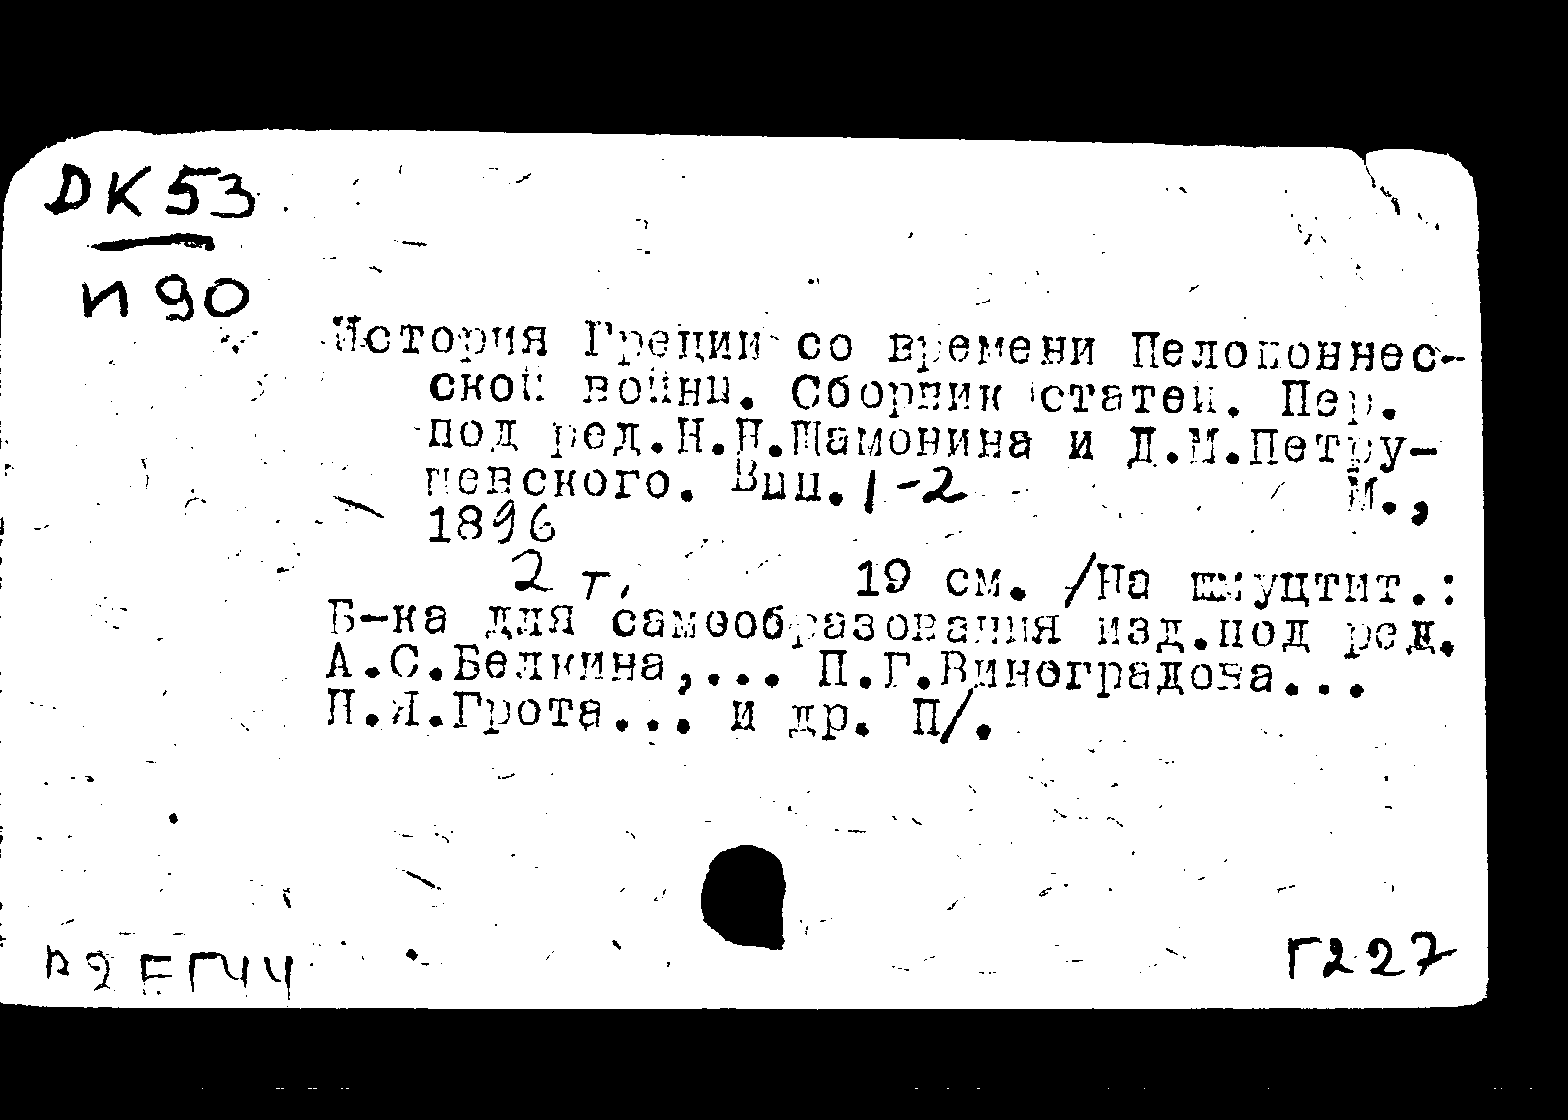 DK53
И90
История Греции со времени Пелопоннес-
ской войны. Сборник статей. Пер.
под ред.Н.Н.Шамонина и Д.М.Петру-
шевского. Вып.1-2 М.,
1896
2 т. 19 см. /На шмуцтит.:
Б-ка для самообразования изд.под ред.
А.С.Белкина,... П.Г.Виноградова...
Н.Я.Грота... и др. П/.
Г227